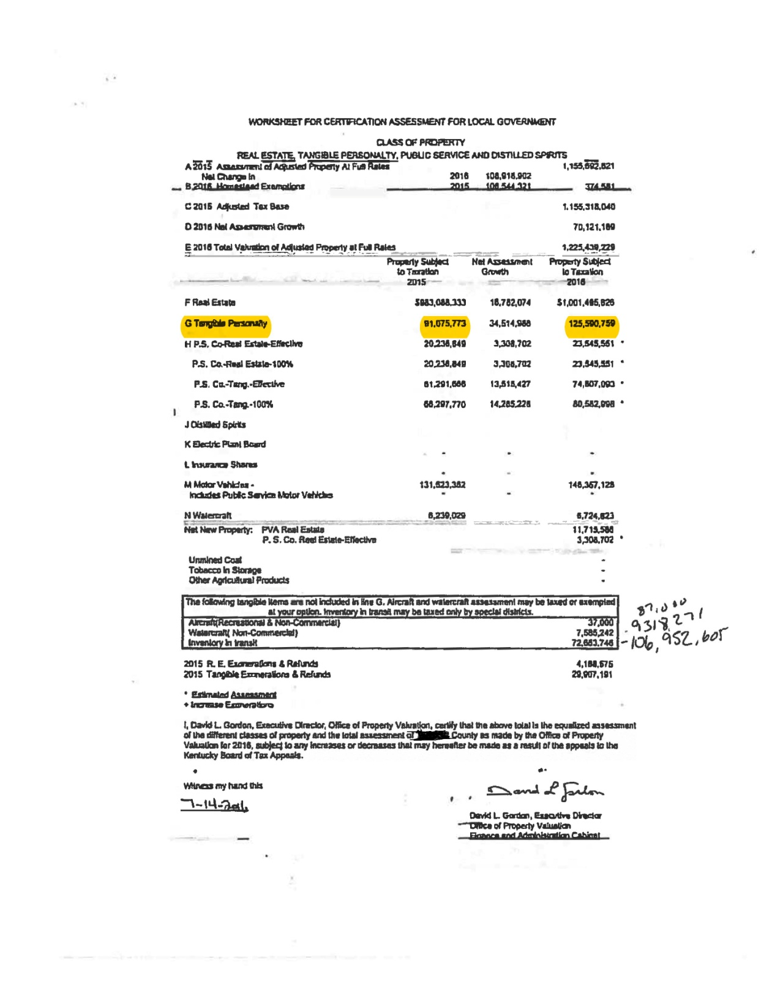 WORKSHEET FOR CERTIFICATION ASSESSMENT FOR LOCAL GOVERNMENT
CLASS OF PROPERTY
REAL ESTATE, TANGIBLE PERSONALTY, PUBLIC SERVICE AND DISTILLED SPIRITS
A 2015 Assessment of Adjusted Property At Full Rates 1,155,692,621
Net Change In 2016 106,918,902
B 2016 Homestead Exemptions 2015 106,544,321 374,581
C 2015 Adjusted Tax Base 1,155,318,040
D 2016 Net Assessment Growth 70,121,189
E 2016 Total Valuation of Adjusted Property at Full Rates 1,225,439,229
Property Subject Net Assessment Property Subject
to Taxation Growth to Taxation
2015 2016
F Real Estate $983,088,333 18,782,074 $1,001,495,826
G Tangible Personalty 91,075,773 34,514,986 125,590,759
H P.S. Co-Real Estate-Effective 20,236,849 3,308,702 23,545,551 *
P.S. Co.-Real Estate-100% 20,236,849 3,308,702 23,545,551 *
P.S. Co.-Tang.-Effective 61,291,666 13,515,427 74,807,093 *
P.S. Co.-Tang.-100% 66,297,770 14,285,226 80,582,996 *
I
J Distilled Spirits
K Electric Plant Board
- - -
L Insurance Shares
- - -
M Motor Vehicles - 131,523,362 146,367,128
Includes Public Service Motor Vehicles - - -
N Watercraft 6,239,029 6,724,623
Net New Property: PVA Real Estate 11,713,586
P. S. Co. Real Estate-Effective 3,308,702 *
Unmined Coal -
Tobacco in Storage -
Other Agricultural Products -
The following tangible items are not included in line G. Aircraft and watercraft assessment may be taxed or exempted
at your option. Inventory in transit may be taxed only by special districts.
Aircraft(Recreational & Non-Commercial) 37,000 87,000
Watercraft( Non-Commercial) 7,585,242 - 9318,271
Inventory in transit 72,663,746 - 106,952,605
2015 R. E. Exonerations & Refunds 4,168,575
2015 Tangible Exonerations & Refunds 29,907,191
* Estimated Assessment
+ Increase Exonerations
I, David L. Gordon, Executive Director, Office of Property Valuation, certify that the above total is the equalized assessment
of the different classes of property and the total assessment of County as made by the Office of Property
Valuation for 2016, subject to any increases or decreases that may hereafter be made as a result of the appeals to the
Kentucky Board of Tax Appeals.
Witness my hand this
7-14-2016
David L Gordon
David L. Gordon, Executive Director
Office of Property Valuation
Finance and Administration Cabinet